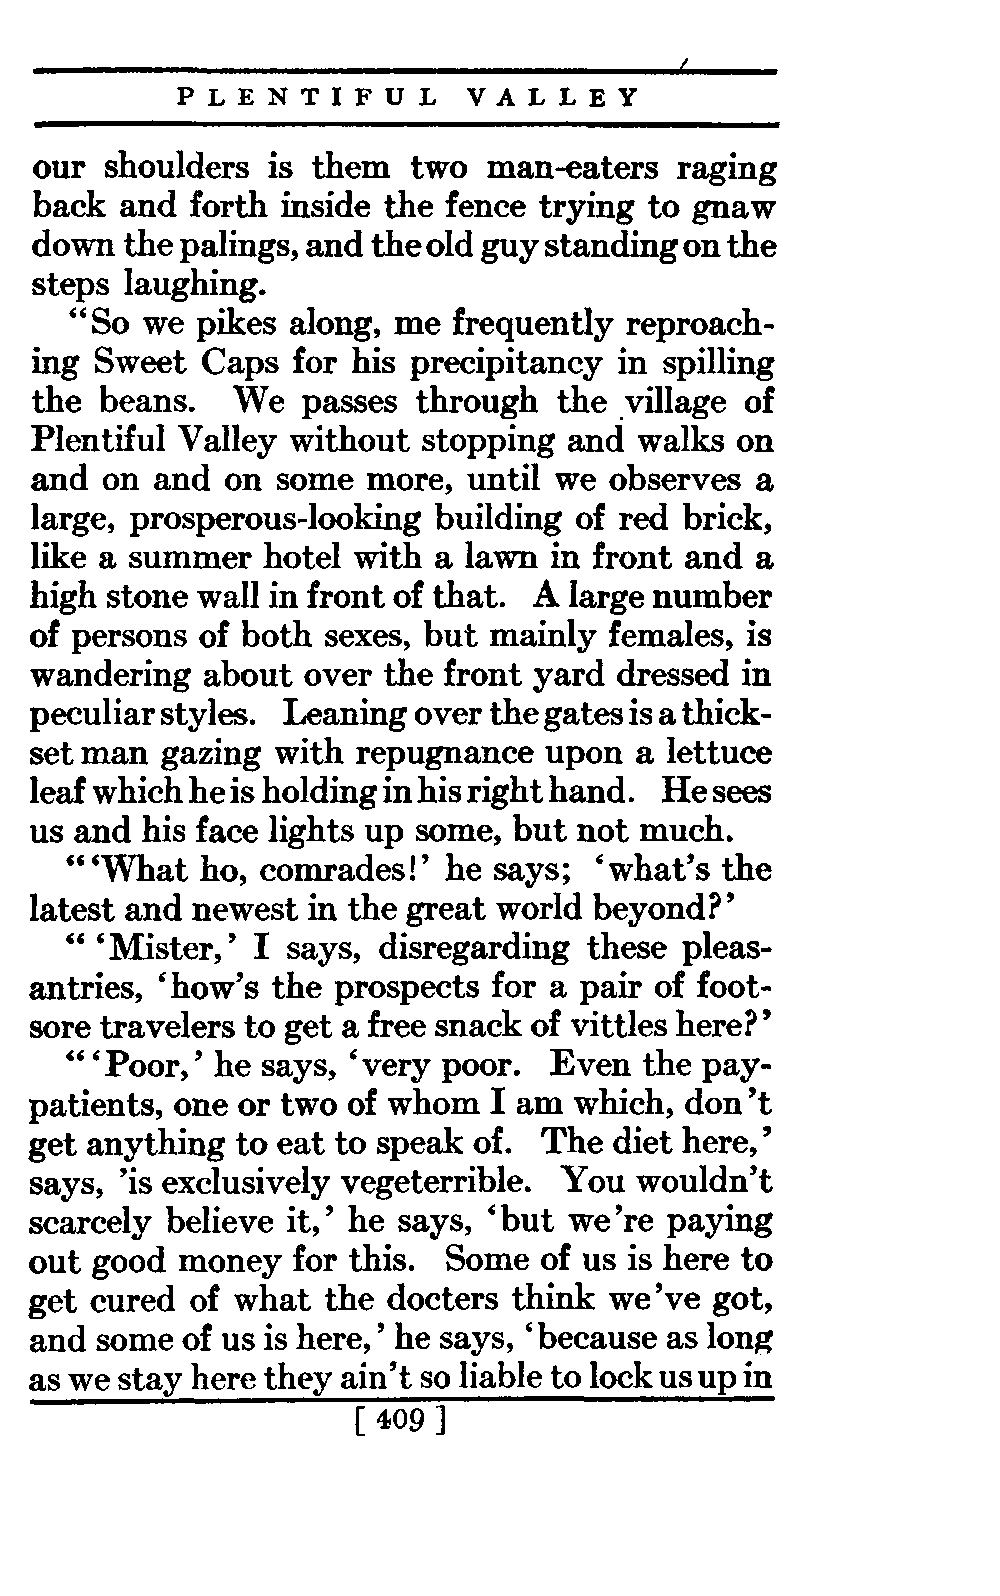 PLENTIFUL VALLEY
our shoulders is them two man-eaters raging
back and forth inside the fence trying to gnaw
down the palings, and the old guy standing on the
steps laughing.
“So we pikes along, me frequently reproach-
ing Sweet Caps for his precipitancy in spilling
the beans. We passes through the village of
Plentiful Valley without stopping and walks on
and on and on some more, until we observes a
large, prosperous-looking building of red brick,
like a summer hotel with a lawn in front and a
high stone wall in front of that. A large number
of persons of both sexes, but mainly females, is
wandering about over the front yard dressed in
peculiar styles. Leaning over the gates is a thick-
set man gazing with repugnance upon a lettuce
leaf which he is holding in his right hand. He sees
us and his face lights up some, but not much.
“‘What ho, comrades!’ he says; ‘what’s the
latest and newest in the great world beyond?’
“‘Mister,’ I says, disregarding these pleas-
antries, ‘how’s the prospects for a pair of foot-
sore travelers to get a free snack of vittles here?’
“‘Poor,’ he says, ‘very poor. Even the pay-
patients, one or two of whom I am which, don’t
get anything to eat to speak of. The diet here,’
says, ’is exclusively vegeterrible. You wouldn’t
scarcely believe it,’ he says, ‘but we’re paying
out good money for this. Some of us is here to
get cured of what the docters think we’ve got,
and some of us is here,’ he says, ‘because as long
as we stay here they ain’t so liable to lock us up in
[ 409 ]